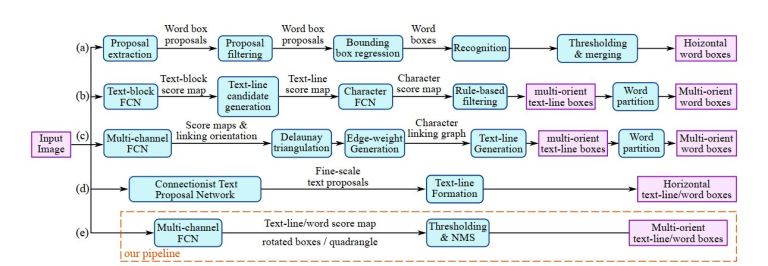 Input
Image
(a)
Proposal
extraction
Word box
proposals
Proposal
filtering
Word box
proposals
Bounding
box regression
Word
boxes
Recognition
Thresholding
& merging
Hoizontal
word boxes
(b)
Text-block
FCN
Text-block
score map
Text-line
candidate
generation
Text-line
score map
Character
FCN
Character
score map
Rule-based
filtering
multi-orient
text-line boxes
Word
partition
Multi-orient
word boxes
(c)
Multi-channel
FCN
Score maps &
linking orientation
Delaunay
triangulation
Edge-weight
Generation
Character
linking graph
Text-line
Generation
multi-orient
text-line boxes
Word
partition
Multi-orient
word boxes
(d)
Connectionist Text
Proposal Network
Fine-scale
text proposals
Text-line
Formation
Horizontal
text-line/word boxes
(e)
Multi-channel
FCN
Text-line/word score map
rotated boxes / quadrangle
Thresholding
& NMS
Multi-orient
text-line/word boxes
our pipeline